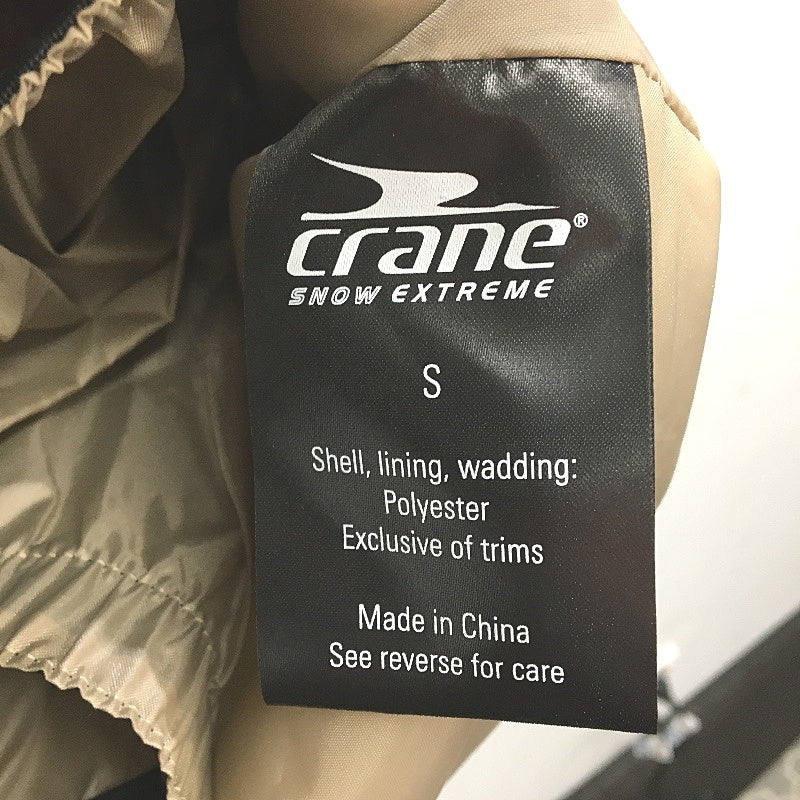 crane®
SNOW EXTREME
S
Shell, lining, wadding:
Polyester
Exclusive of trims
Made in China
See reverse for care